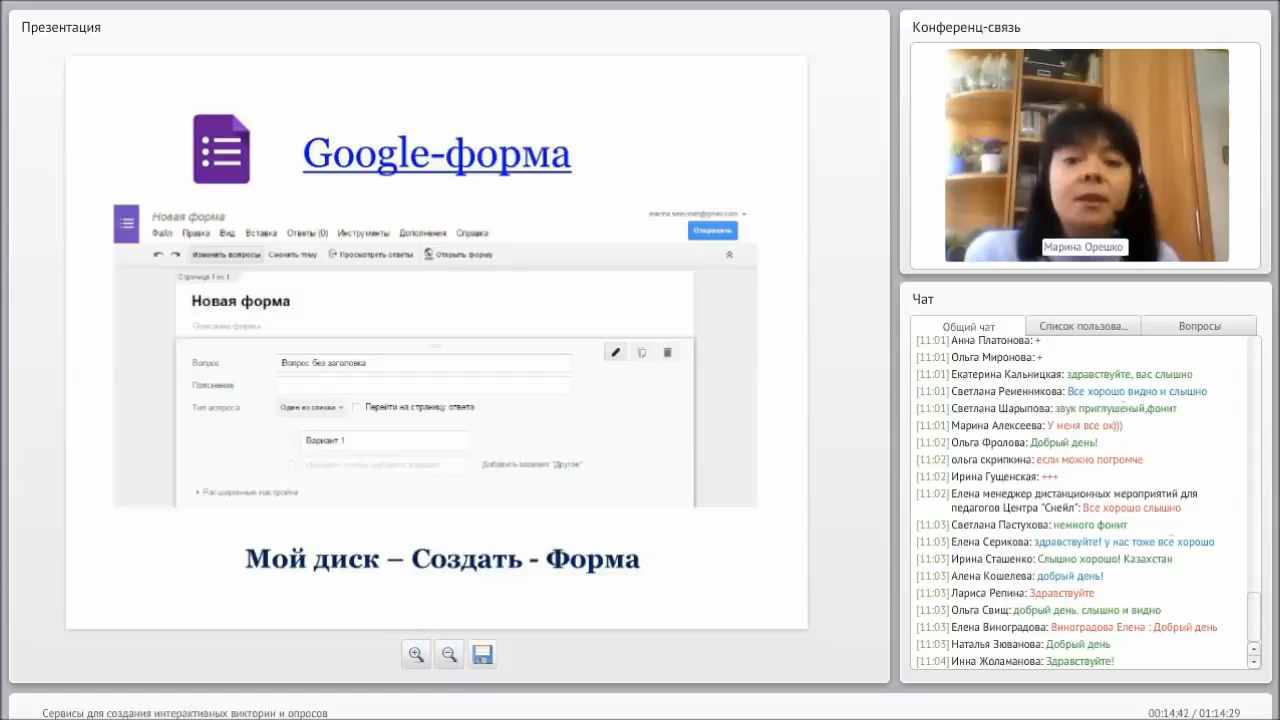 Презентация
Google-форма
Новая форма
Файл Правка Вид Вставка Ответы (0) Инструменты Дополнения Справка
Отправить
Изменить вопросы Сменить тему Просмотреть ответы Открыть форму
Страница 1 из 1
Новая форма
Описание формы
Вопрос Вопрос без заголовка
Пояснение
Тип вопроса Один из списка Перейти на страницу ответа
Вариант 1
Добавить вариант "Другое"
Расширенные настройки
Мой диск – Создать - Форма
Конференц-связь
Марина Орешко
Чат
Общий чат Список пользова... Вопросы
[11:01] Анна Платонова: +
[11:01] Ольга Миронова: +
[11:01] Екатерина Кальницкая: здравствуйте, вас слышно
[11:01] Светлана Реиенникова: Все хорошо видно и слышно
[11:01] Светлана Шарыпова: звук приглушёный,фонит
[11:01] Марина Алексеева: У меня все ок)))
[11:02] Ольга Фролова: Добрый день!
[11:02] ольга скрипкина: если можно погромче
[11:02] Ирина Гущенская: +++
[11:02] Елена менеджер дистанционных мероприятий для
педагогов Центра "Снейл": Все хорошо слышно
[11:03] Светлана Пастухова: немного фонит
[11:03] Елена Серикова: здравствуйте! у нас тоже всё хорошо
[11:03] Ирина Сташенко: Слышно хорошо! Казахстан
[11:03] Алена Кошелева: добрый день!
[11:03] Лариса Репина: Здравствуйте
[11:03] Ольга Свищ: добрый день. слышно и видно
[11:03] Елена Виноградова: Виноградова Елена : Добрый день
[11:03] Наталья Зюванова: Добрый день
[11:04] Инна Жоламанова: Здравствуйте!
Сервисы для создания интерактивных викторин и опросов
00:14:42 / 01:14:29